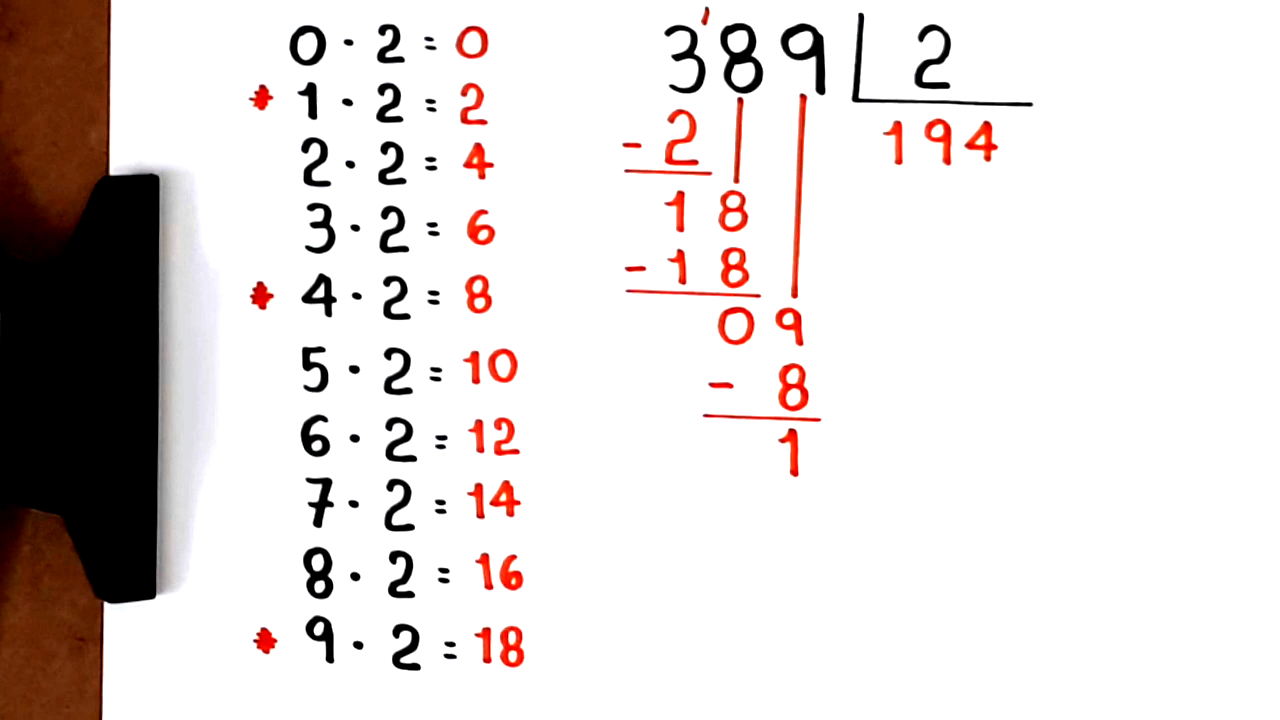 0 · 2 = 0
* 1 · 2 = 2
2 · 2 = 4
3 · 2 = 6
* 4 · 2 = 8
5 · 2 = 10
6 · 2 = 12
7 · 2 = 14
8 · 2 = 16
* 9 · 2 = 18
3'89 2
- 2 194
18
- 18
09
- 8
1